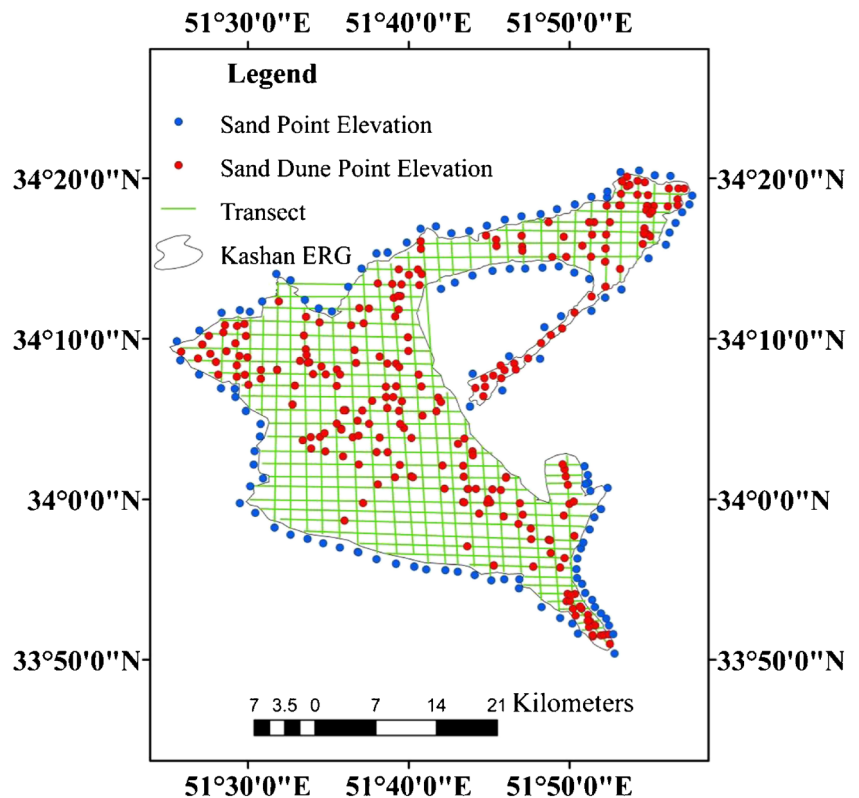 51°30'0"E 51°40'0"E 51°50'0"E
Legend
Sand Point Elevation
Sand Dune Point Elevation
Transect
Kashan ERG
34°20'0"N 34°20'0"N
34°10'0"N 34°10'0"N
34°0'0"N 34°0'0"N
33°50'0"N 33°50'0"N
7 3.5 0 7 14 21 Kilometers
51°30'0"E 51°40'0"E 51°50'0"E